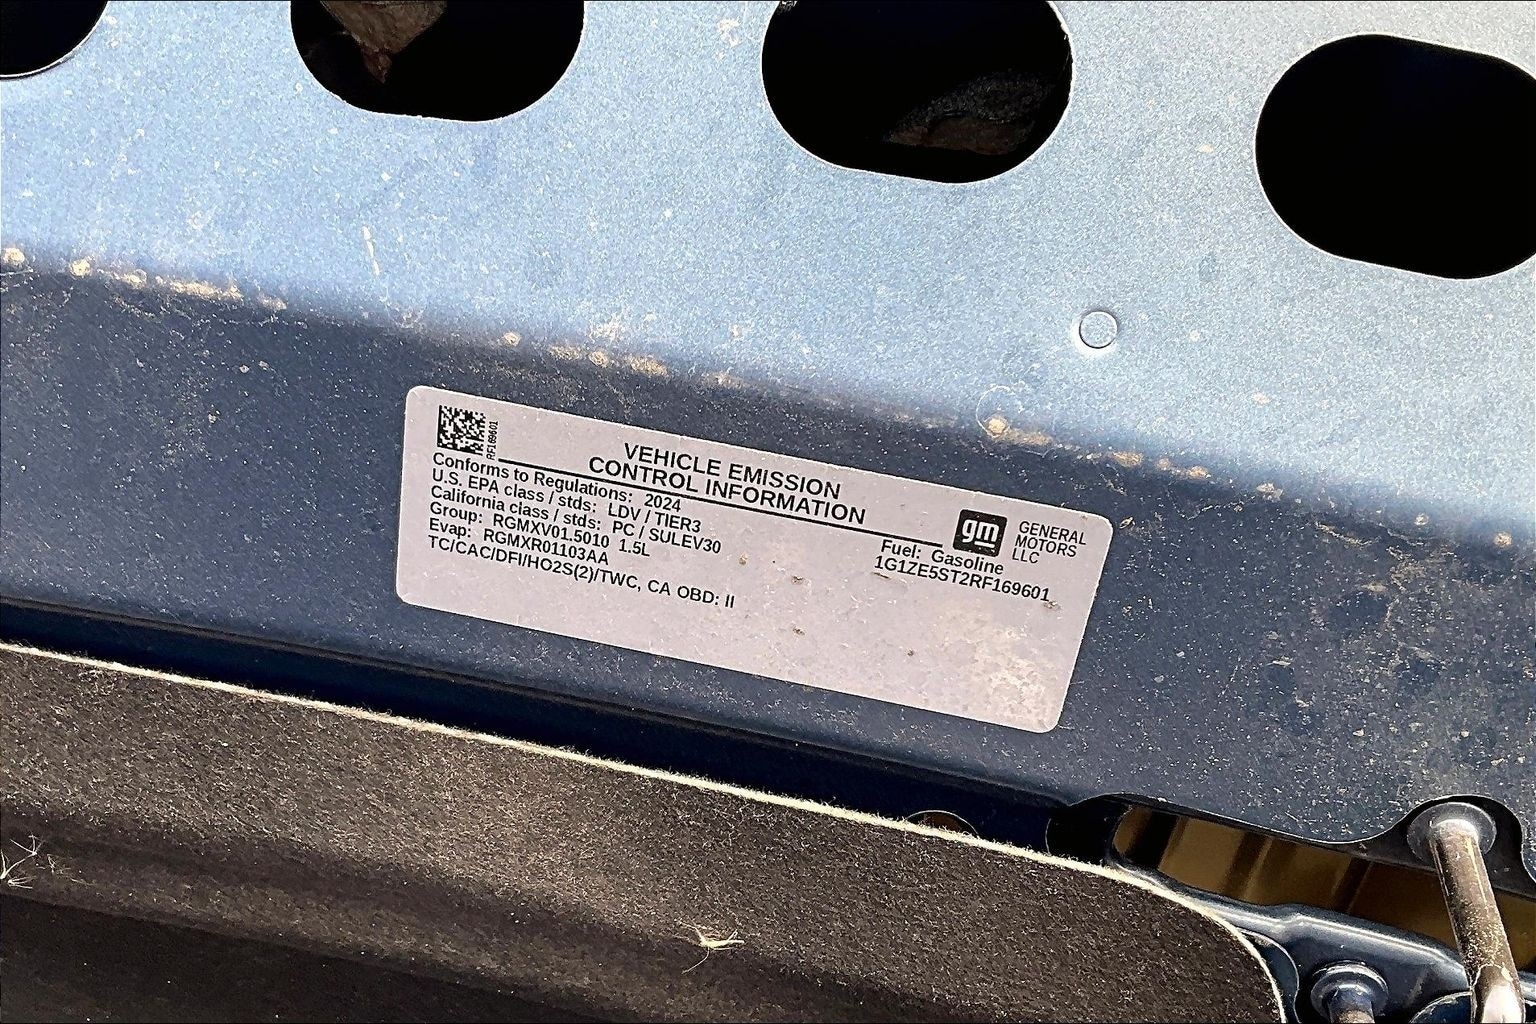 RF169601
VEHICLE EMISSION
CONTROL INFORMATION
Conforms to Regulations: 2024
U.S. EPA class / stds: LDV / TIER3
California class / stds: PC / SULEV30
Group: RGMXV01.5010 1.5L
Evap: RGMXR01103AA
TC/CAC/DFI/HO2S(2)/TWC, CA OBD: II
gm
GENERAL
MOTORS
LLC
Fuel: Gasoline
1G1ZE5ST2RF169601